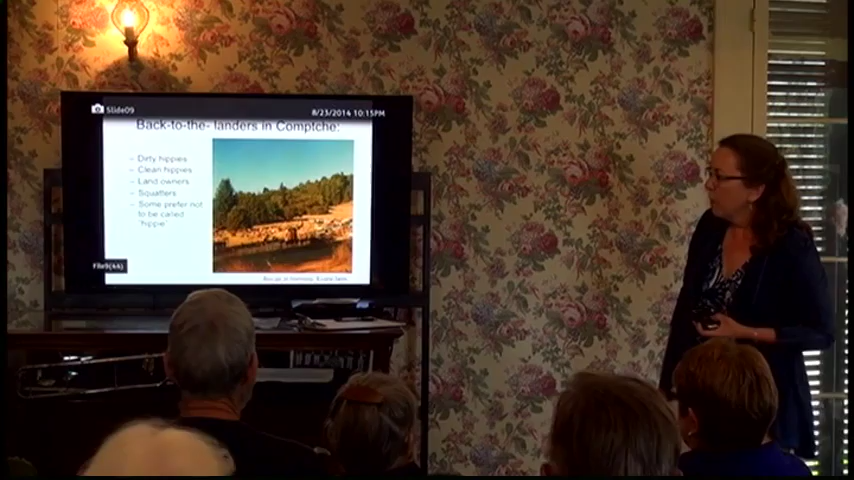 Slide09
8/23/2014 10:15PM
Back-to-the- landers in Comptche:
– Dirty hippies
– Clean hippies
– Land owners
– Squatters
– Some prefer not
to be called
"hippie"
File9(44)